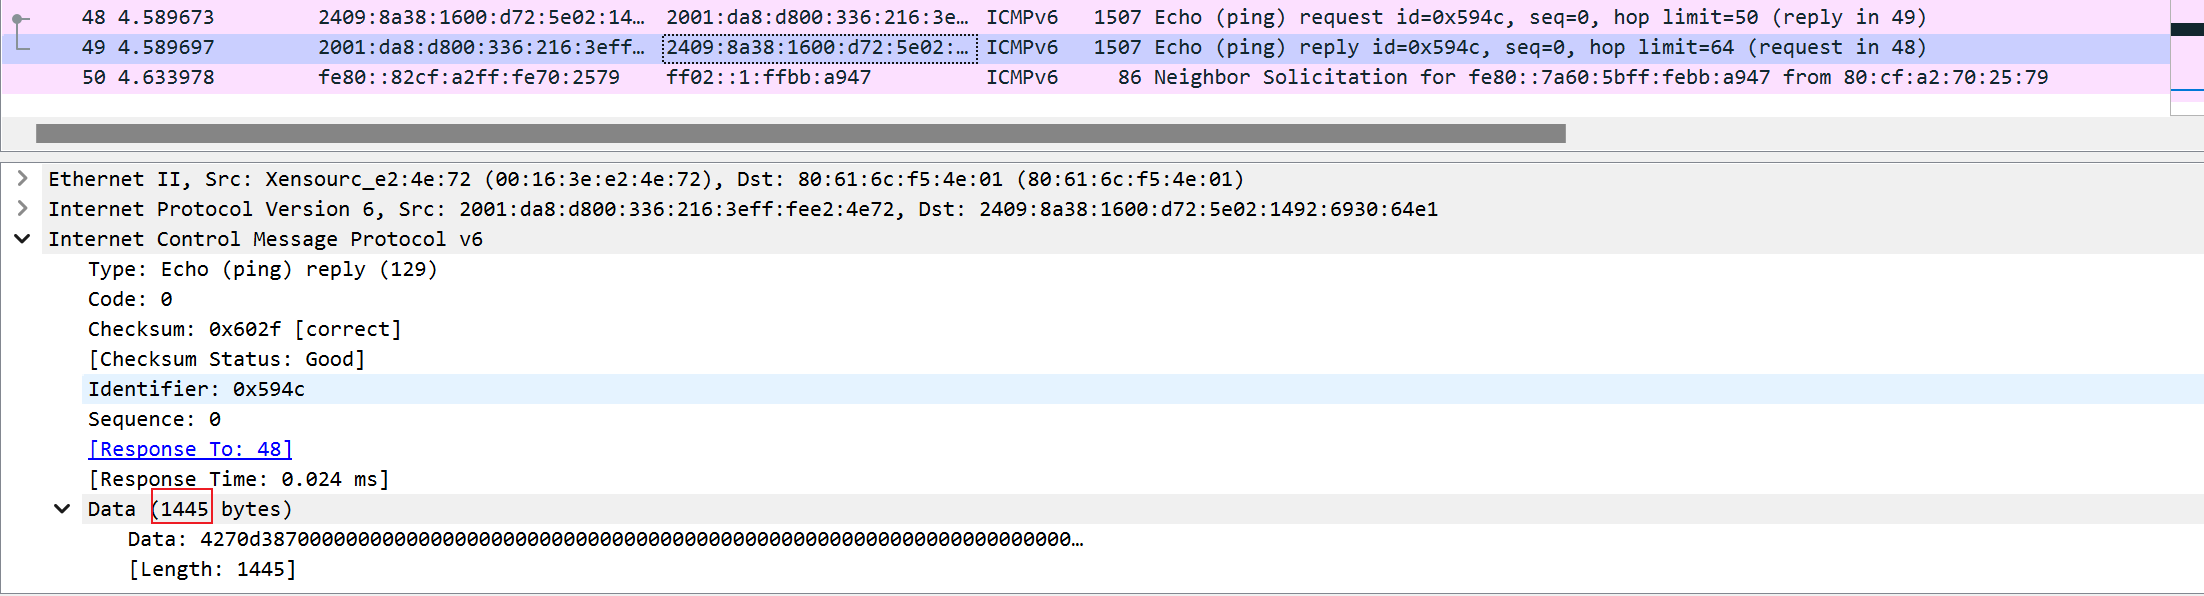 48 4.589673 2409:8a38:1600:d72:5e02:14… 2001:da8:d800:336:216:3e… ICMPv6 1507 Echo (ping) request id=0x594c, seq=0, hop limit=50 (reply in 49)
49 4.589697 2001:da8:d800:336:216:3eff… 2409:8a38:1600:d72:5e02:… ICMPv6 1507 Echo (ping) reply id=0x594c, seq=0, hop limit=64 (request in 48)
50 4.633978 fe80::82cf:a2ff:fe70:2579 ff02::1:ffbb:a947 ICMPv6 86 Neighbor Solicitation for fe80::7a60:5bff:febb:a947 from 80:cf:a2:70:25:79
Ethernet II, Src: Xensourc_e2:4e:72 (00:16:3e:e2:4e:72), Dst: 80:61:6c:f5:4e:01 (80:61:6c:f5:4e:01)
Internet Protocol Version 6, Src: 2001:da8:d800:336:216:3eff:fee2:4e72, Dst: 2409:8a38:1600:d72:5e02:1492:6930:64e1
Internet Control Message Protocol v6
Type: Echo (ping) reply (129)
Code: 0
Checksum: 0x602f [correct]
[Checksum Status: Good]
Identifier: 0x594c
Sequence: 0
[Response To: 48]
[Response Time: 0.024 ms]
Data (1445 bytes)
Data: 4270d3870000000000000000000000000000000000000000000000000000000000000000…
[Length: 1445]